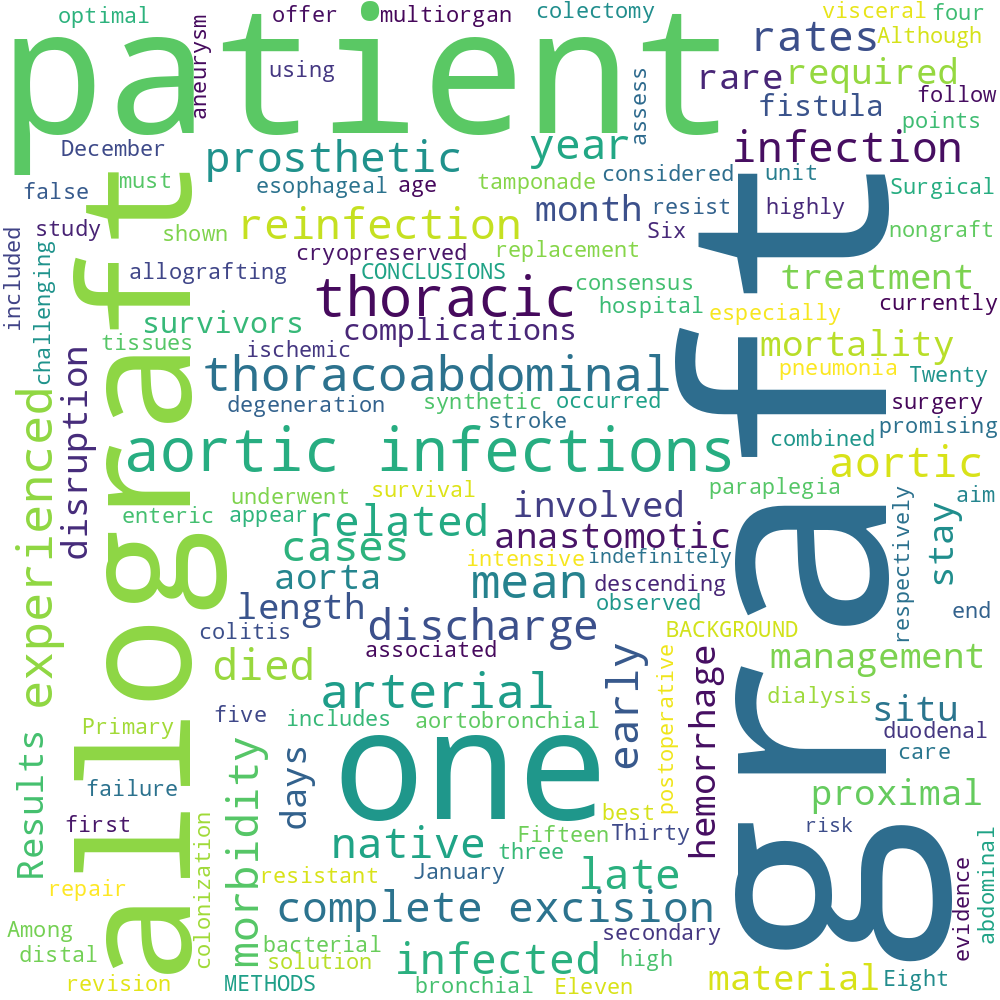 optimal
offer
multiorgan
colectomy
visceral
four
patient
aneurysm
using
assess
rates
Although
rare
required
follow
fistula
points
December
prosthetic
year
infection
false
must
esophageal
age
tamponade
considered
unit
Surgical
allograft
graft
reinfection
month
resist
highly
study
shown
Six
nongraft
included
challenging
cryopreserved
replacement
allografting
CONCLUSIONS
consensus
treatment
thoracic
hospital
especially
currently
survivors
complications
tissues
ischemic
mortality
disruption
thoracoabdominal
pneumonia
Twenty
experienced
degeneration
synthetic
occurred
surgery
stroke
promising
aortic infections
combined
aortic
underwent
survival
paraplegia
aim
enteric
appear
related
involved
respectively
stay
cases
anastomotic
intensive
indefinitely
aorta
mean
descending
length
observed
end
colitis
discharge
BACKGROUND
associated
died
early
hemorrhage
management
arterial
postoperative
dialysis
situ
Primary
five
includes
aortobronchial
duodenal
Results
morbidity
days
one
care
failure
proximal
first
best
risk
colonization
native
Fifteen
Thirty
three
abdominal
evidence
repair
resistant
January
late
complete excision
Among
distal
bacterial
secondary
solution
infected
high
revision
METHODS
bronchial
Eleven
material
Eight